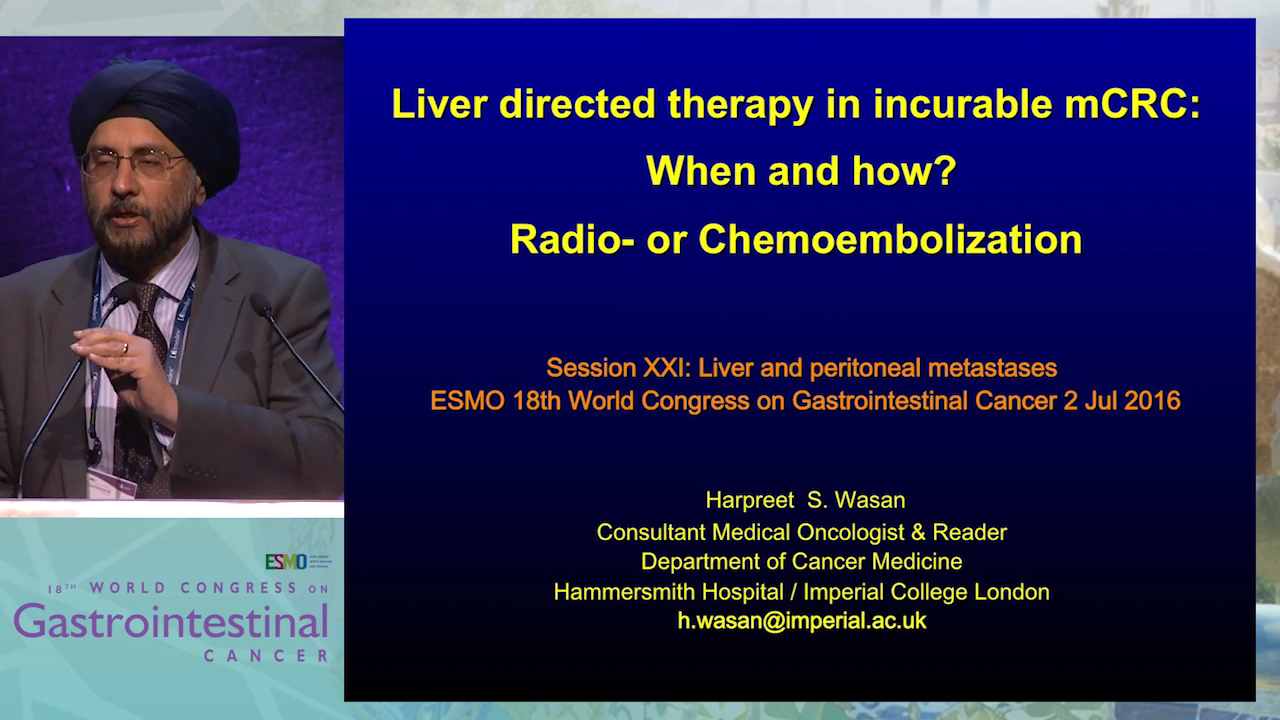 Liver directed therapy in incurable mCRC:
When and how?
Radio- or Chemoembolization
Session XXI: Liver and peritoneal metastases
ESMO 18th World Congress on Gastrointestinal Cancer 2 Jul 2016
Harpreet S. Wasan
Consultant Medical Oncologist & Reader
Department of Cancer Medicine
Hammersmith Hospital / Imperial College London
h.wasan@imperial.ac.uk
ESMO
18TH WORLD CONGRESS ON
Gastrointestinal
CANCER